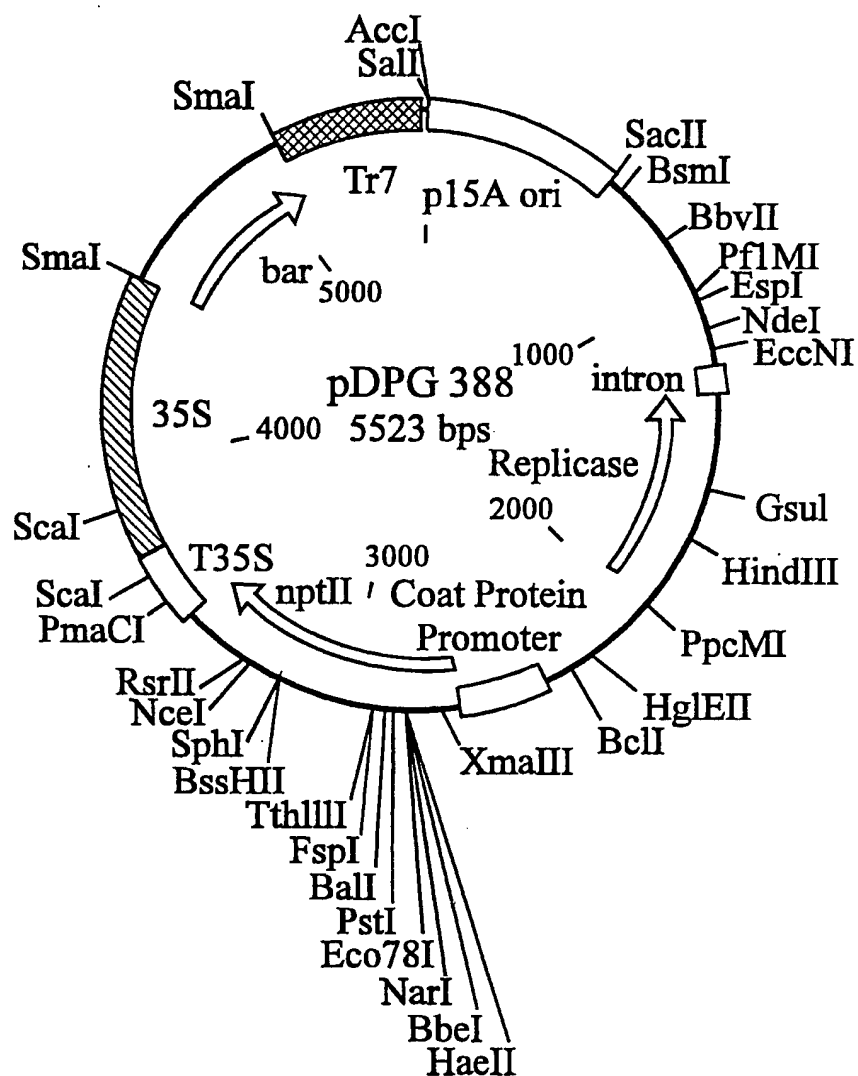 AccI
SalI
SmaI
SacII
BsmI
Tr7
p15A ori
BbvII
SmaI
Pf1MI
bar
EspI
5000
NdeI
EccNI
1000
intron
pDPG 388
35S
4000
5523 bps
Replicase
GsuI
2000
ScaI
T35S
3000
HindIII
ScaI
nptII
Coat Protein
Promoter
PmaCI
PpcMI
RsrII
HglEII
NceI
BclI
SphI
XmaIII
BssHII
TthlllI
FspI
BalI
PstI
Eco78I
NarI
BbeI
HaeII